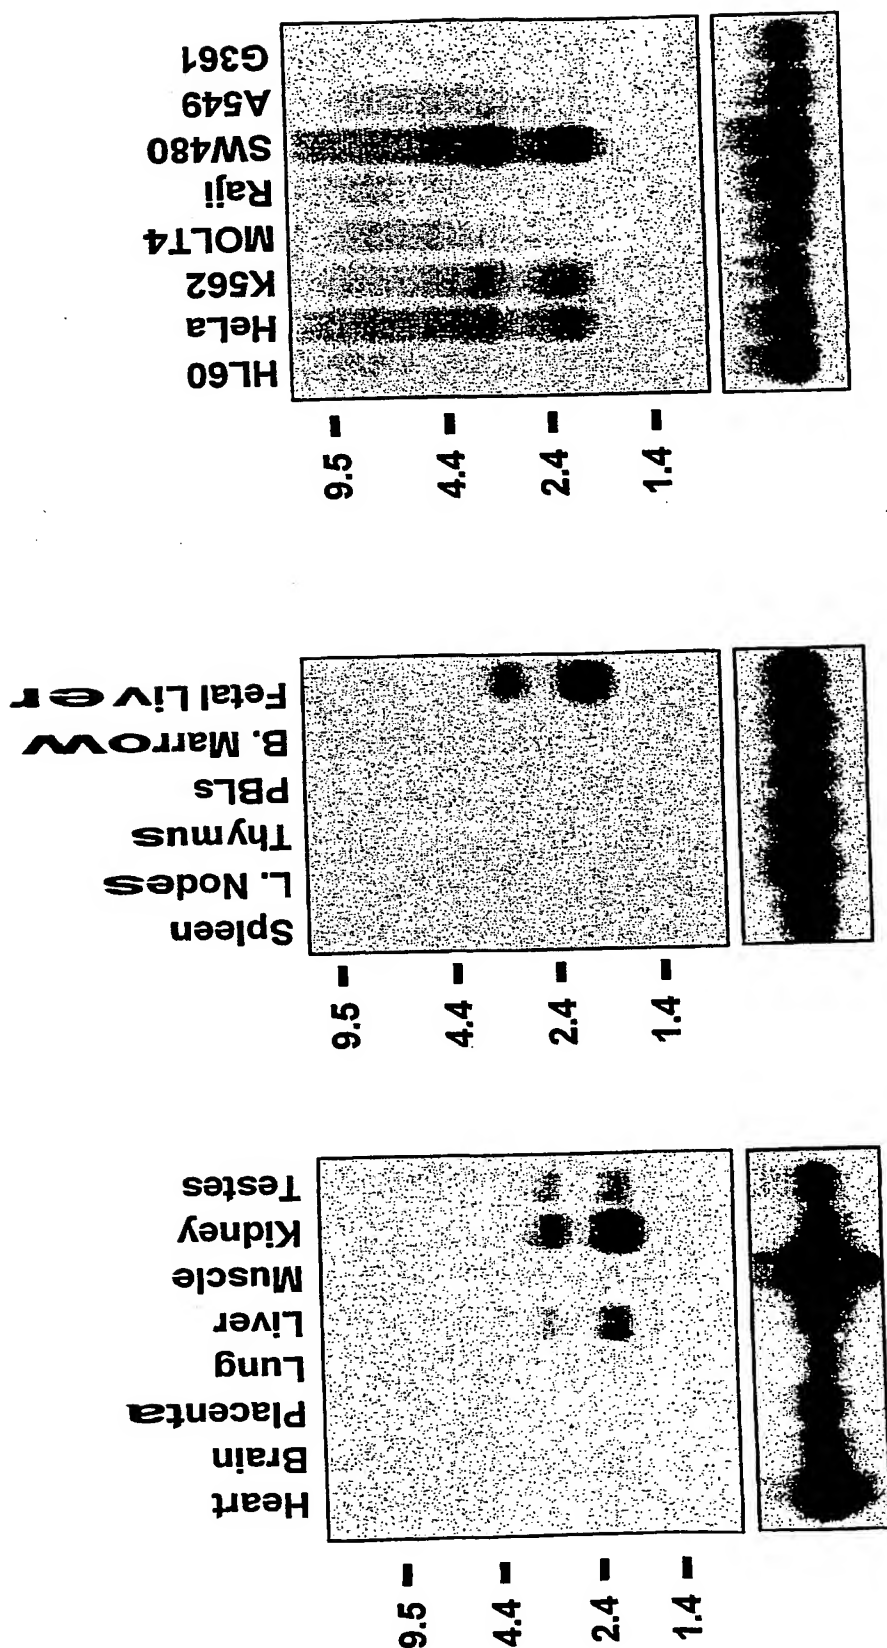 Heart
Brain
Placenta
Lung
Liver
Muscle
Kidney
Testes
9.5 -
4.4 -
2.4 -
1.4 -
Spleen
L. Nodes
Thymus
PBLs
B. Marrow
Fetal Liver
9.5 -
4.4 -
2.4 -
1.4 -
HL60
HeLa
K562
MOLT4
Raji
SW480
A549
G361
9.5 -
4.4 -
2.4 -
1.4 -